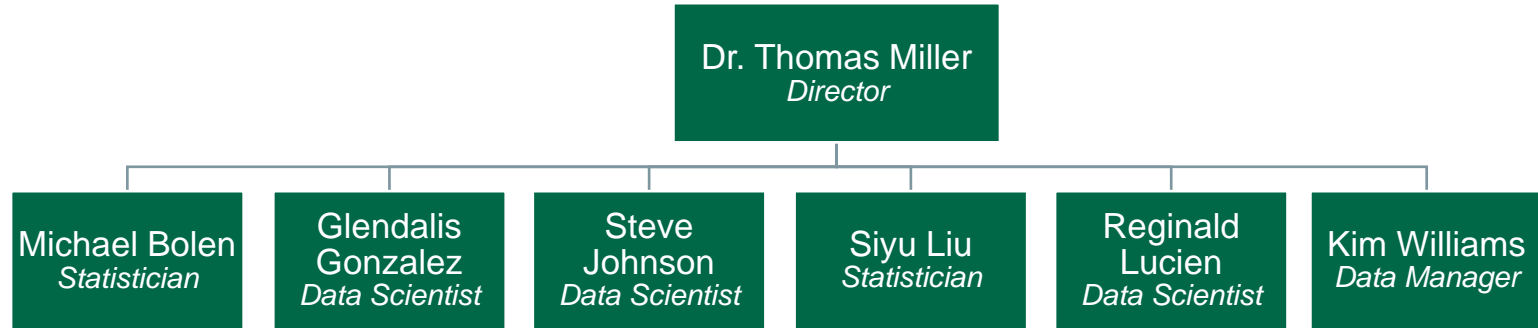 Dr. Thomas Miller
Director
Michael Bolen
Statistician
Glendalis
Gonzalez
Data Scientist
Steve
Johnson
Data Scientist
Siyu Liu
Statistician
Reginald
Lucien
Data Scientist
Kim Williams
Data Manager